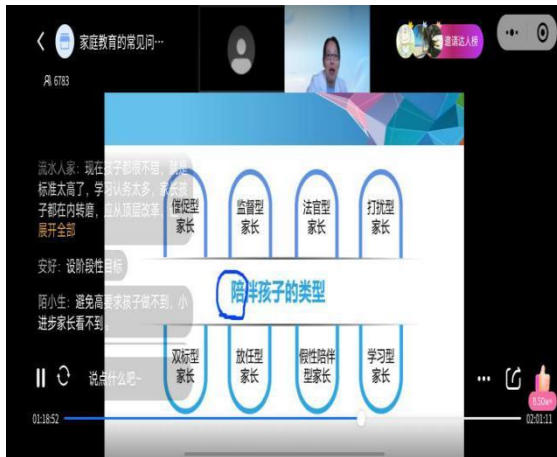 家庭教育的常见问…
邀请达人榜
6783
流水人家：现在孩子都很不错，就是
标准太高了，学习认务太多，家长孩
子都在内转磨，应从顶层改革，
展开全部
安好：设阶段性目标
陌小生：避免高要求孩子做不到，小
进步家长看不到。
说点什么吧~
催促型
家长
监督型
家长
法官型
家长
打扰型
家长
陪伴孩子的类型
双标型
家长
放任型
家长
假性陪伴
型家长
学习型
家长
8.50w+
01:18:52
02:01:11